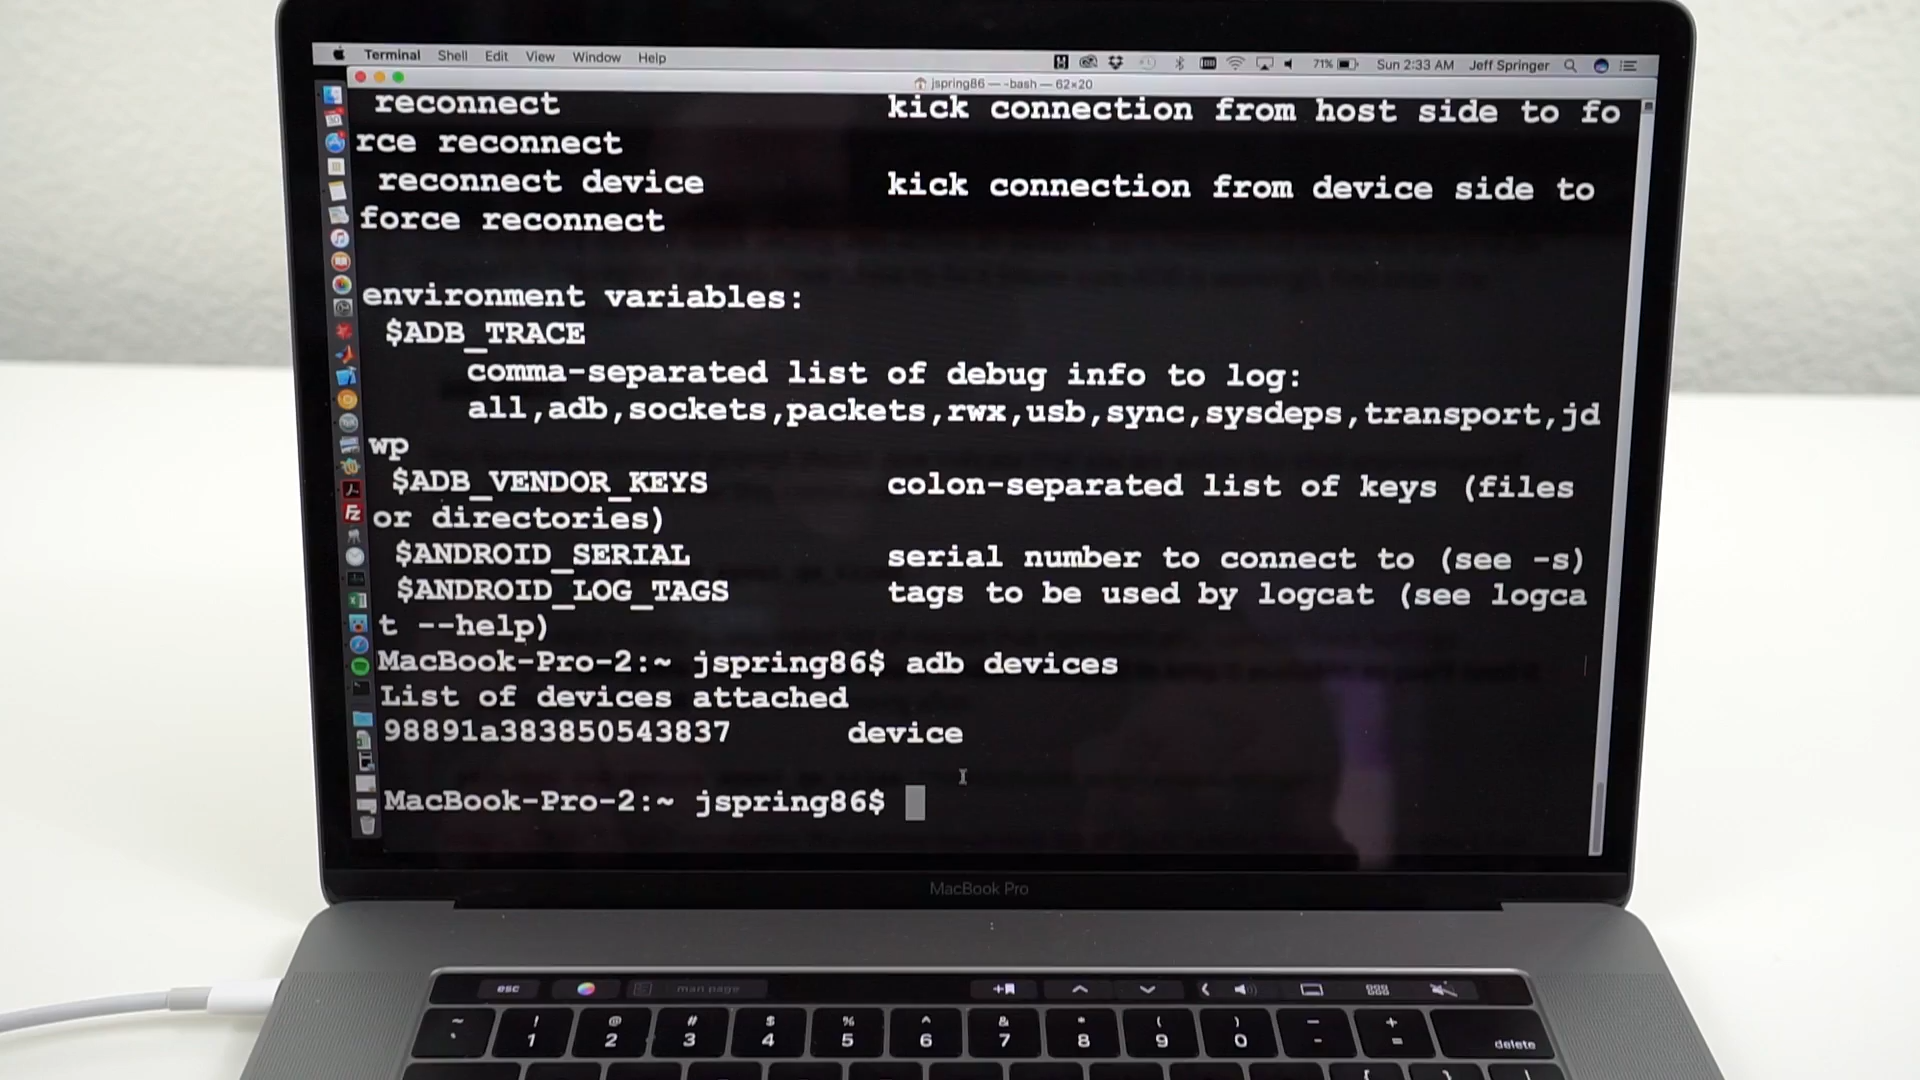 Terminal Shell Edit View Window Help 71% Sun 2:33 AM Jeff Springer
jspring86 — -bash — 62×20
reconnect kick connection from host side to fo
rce reconnect
reconnect device kick connection from device side to
force reconnect
environment variables:
$ADB_TRACE
comma-separated list of debug info to log:
all,adb,sockets,packets,rwx,usb,sync,sysdeps,transport,jd
wp
$ADB_VENDOR_KEYS colon-separated list of keys (files
or directories)
$ANDROID_SERIAL serial number to connect to (see -s)
$ANDROID_LOG_TAGS tags to be used by logcat (see logca
t --help)
MacBook-Pro-2:~ jspring86$ adb devices
List of devices attached
98891a383850543837 device
MacBook-Pro-2:~ jspring86$
MacBook Pro
esc man page
~ ! @ # $ % ^ & * ( ) – +
` 1 2 3 4 5 6 7 8 9 0 - = delete